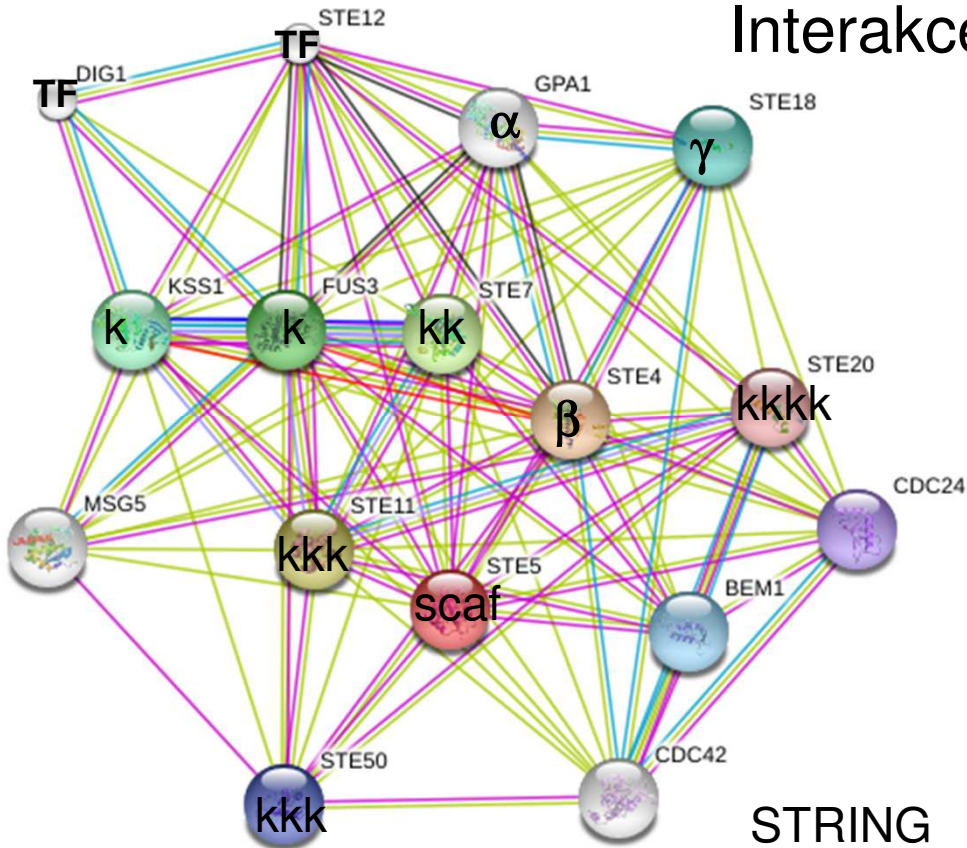 Interakce
STE12
TF
DIG1
TF
GPA1
α
STE18
γ
KSS1
k
FUS3
k
STE7
kk
STE4
β
STE20
kkkk
CDC24
MSG5
STE11
kkk
STE5
scaf
BEM1
STE50
kkk
CDC42
STRING